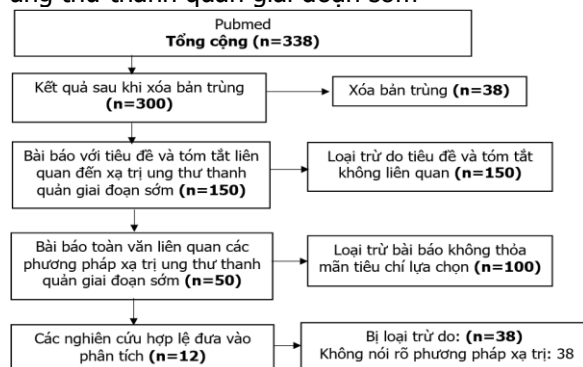 ung thư thanh quản giai đoạn sớm
Pubmed
Tổng cộng (n=338)
Kết quả sau khi xóa bản trùng
(n=300)
Xóa bản trùng (n=38)
Bài báo với tiêu đề và tóm tắt liên
quan đến xạ trị ung thư thanh
quản giai đoạn sớm (n=150)
Loại trừ do tiêu đề và tóm tắt
không liên quan (n=150)
Bài báo toàn văn liên quan các
phương pháp xạ trị ung thư thanh
quản giai đoạn sớm (n=50)
Loại trừ bài báo không thỏa
mãn tiêu chí lựa chọn (n=100)
Các nghiên cứu hợp lệ đưa vào
phân tích (n=12)
Bị loại trừ do: (n=38)
Không nói rõ phương pháp xạ trị: 38